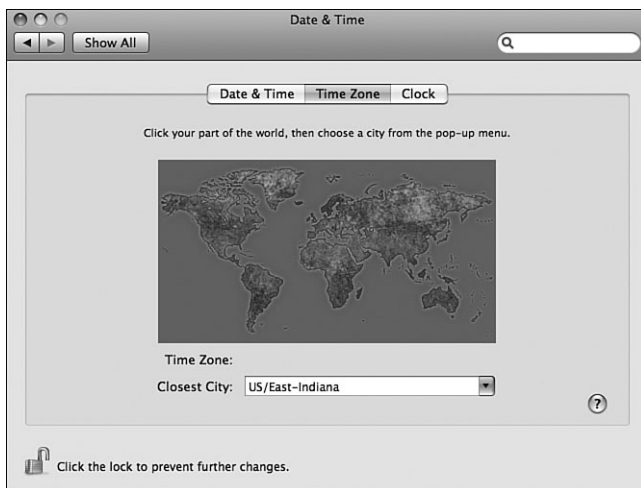 Date & Time
Show All
Date & Time Time Zone Clock
Click your part of the world, then choose a city from the pop-up menu.
Time Zone:
Closest City: US/East-Indiana
?
Click the lock to prevent further changes.